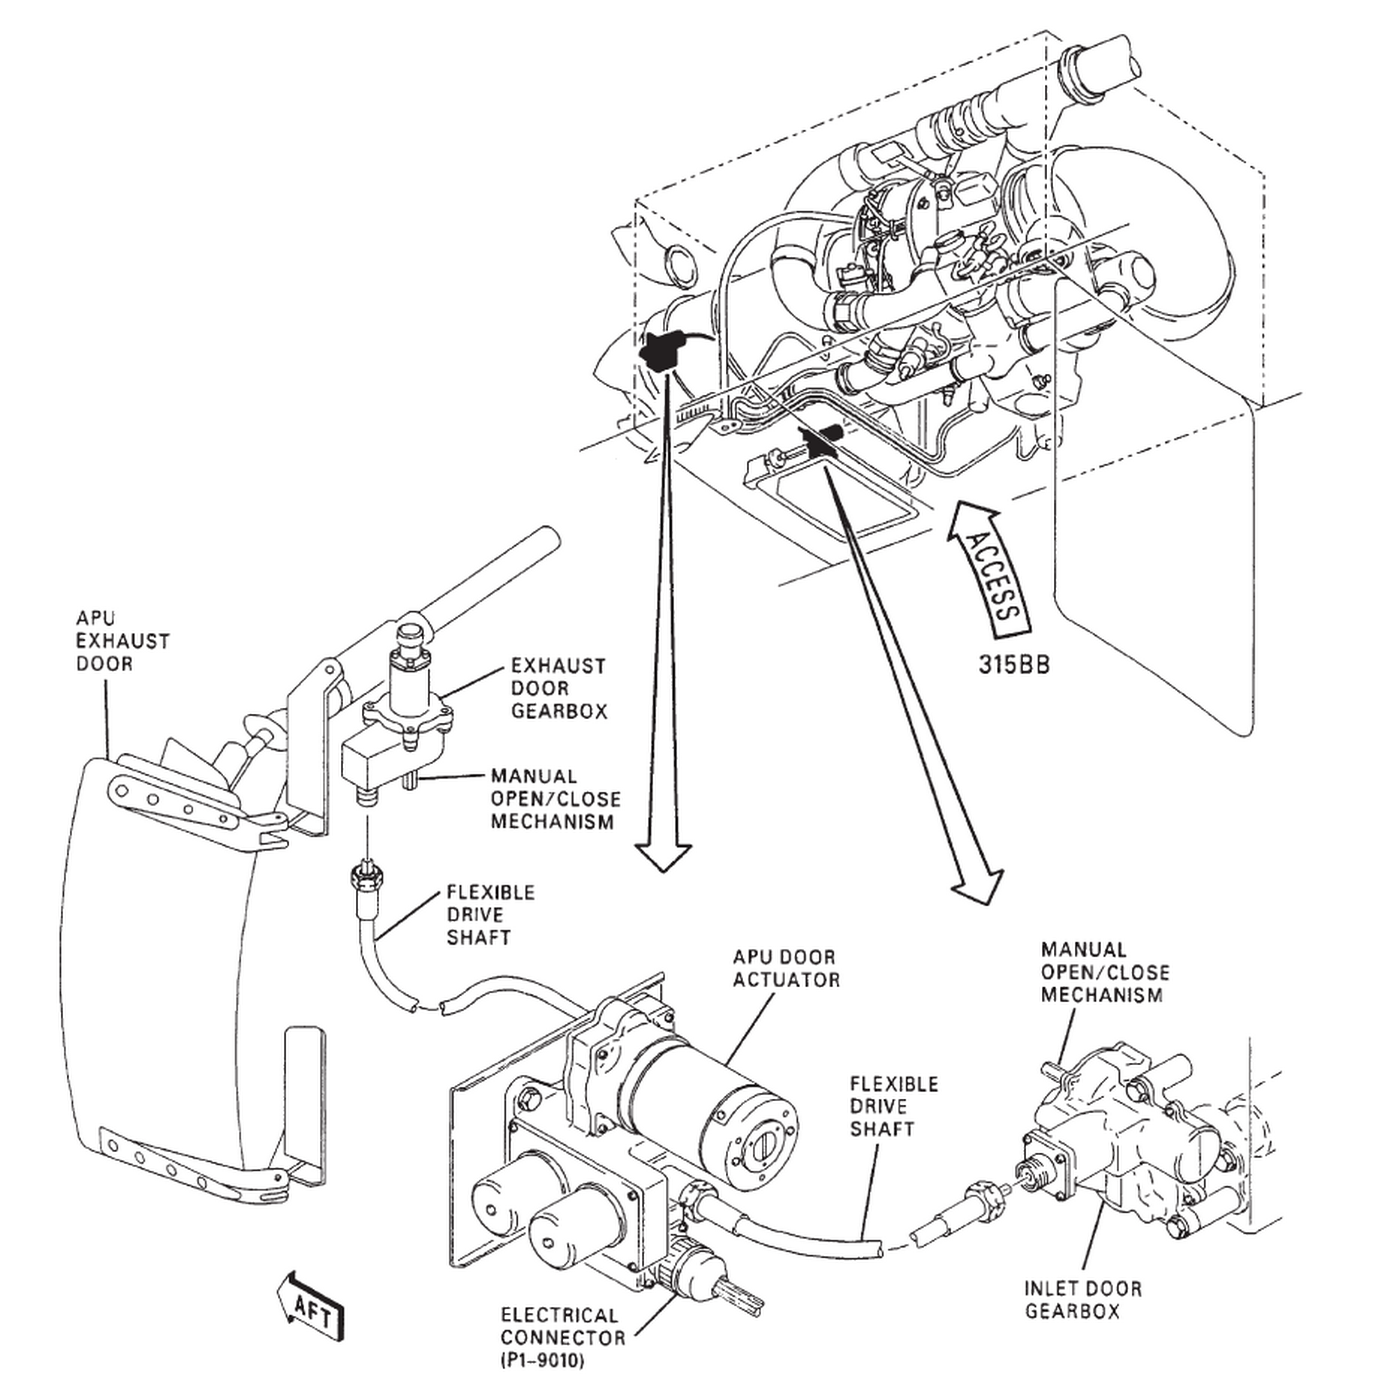 ACCESS
315BB
APU
EXHAUST
DOOR
EXHAUST
DOOR
GEARBOX
MANUAL
OPEN/CLOSE
MECHANISM
FLEXIBLE
DRIVE
SHAFT
APU DOOR
ACTUATOR
MANUAL
OPEN/CLOSE
MECHANISM
FLEXIBLE
DRIVE
SHAFT
INLET DOOR
GEARBOX
AFT
ELECTRICAL
CONNECTOR
(P1-9010)